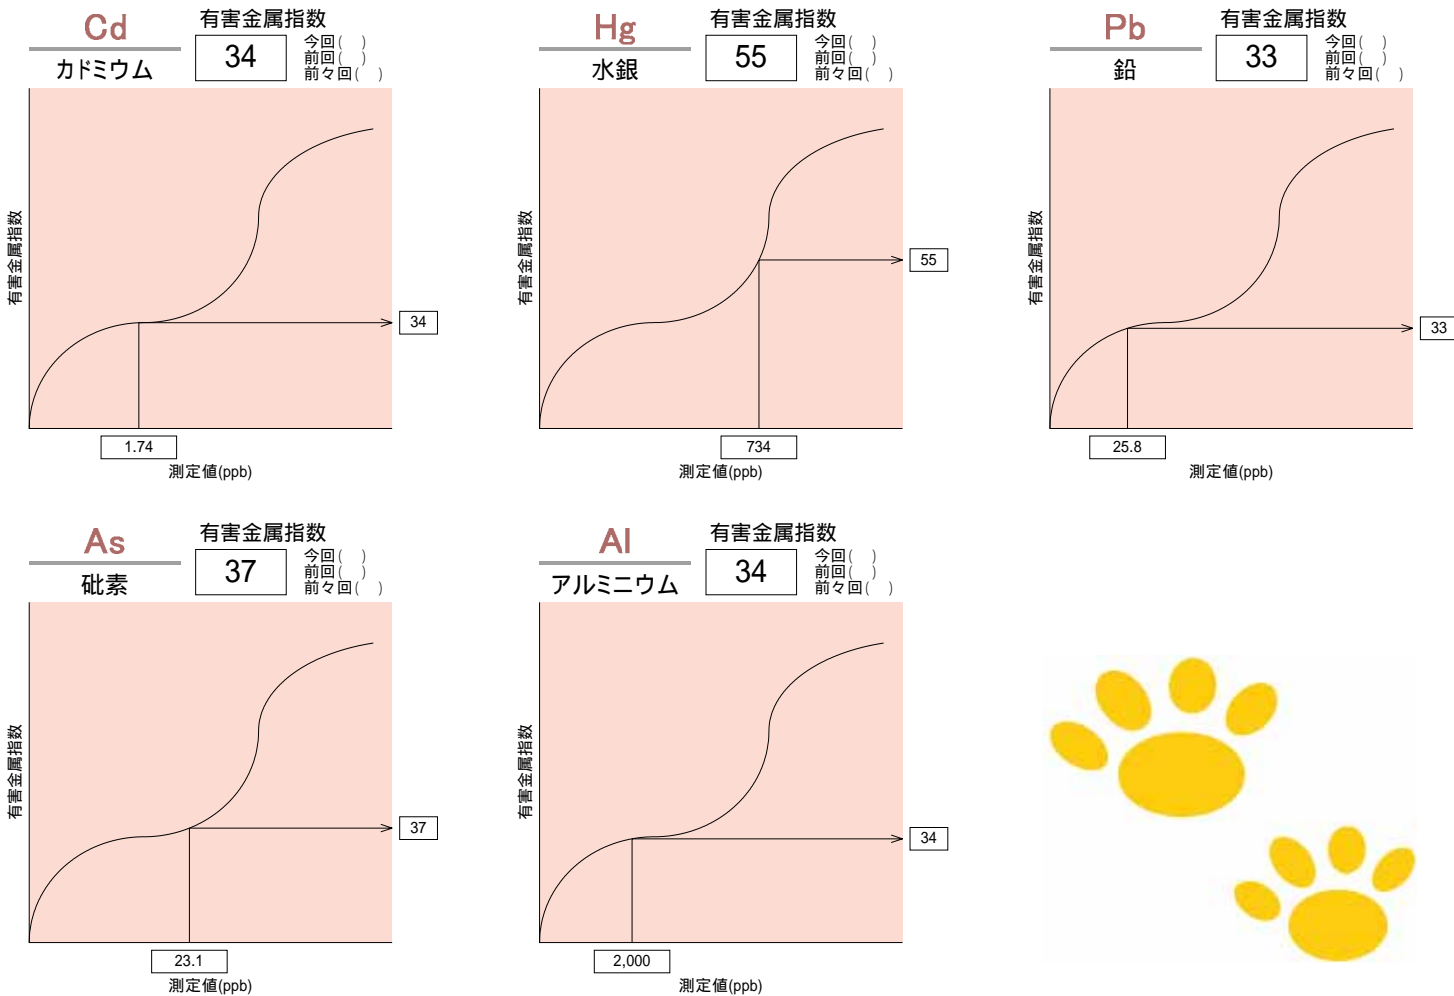 Cd
カドミウム
有害金属指数
34
今回( )
前回( )
前々回( )
有害金属指数
34
1.74
測定値(ppb)
Hg
水銀
有害金属指数
55
今回( )
前回( )
前々回( )
有害金属指数
55
734
測定値(ppb)
Pb
鉛
有害金属指数
33
今回( )
前回( )
前々回( )
有害金属指数
33
25.8
測定値(ppb)
As
砒素
有害金属指数
37
今回( )
前回( )
前々回( )
有害金属指数
37
23.1
測定値(ppb)
Al
アルミニウム
有害金属指数
34
今回( )
前回( )
前々回( )
有害金属指数
34
2,000
測定値(ppb)